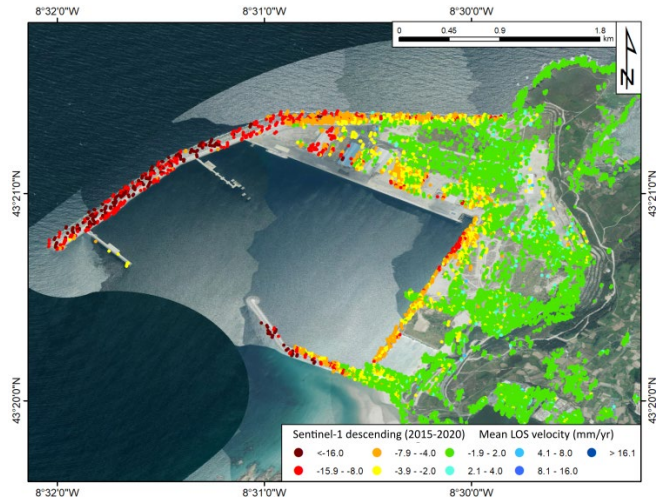 8°32'0"W 8°31'0"W 8°30'0"W
0 0.45 0.9 1.8
km
N
43°21'0"N 43°21'0"N
43°20'0"N 43°20'0"N
Sentinel-1 descending (2015-2020) Mean LOS velocity (mm/yr)
<-16.0 -7.9 - -4.0 -1.9 - 2.0 4.1 - 8.0 > 16.1
-15.9 - -8.0 -3.9 - -2.0 2.1 - 4.0 8.1 - 16.0
8°32'0"W 8°31'0"W 8°30'0"W